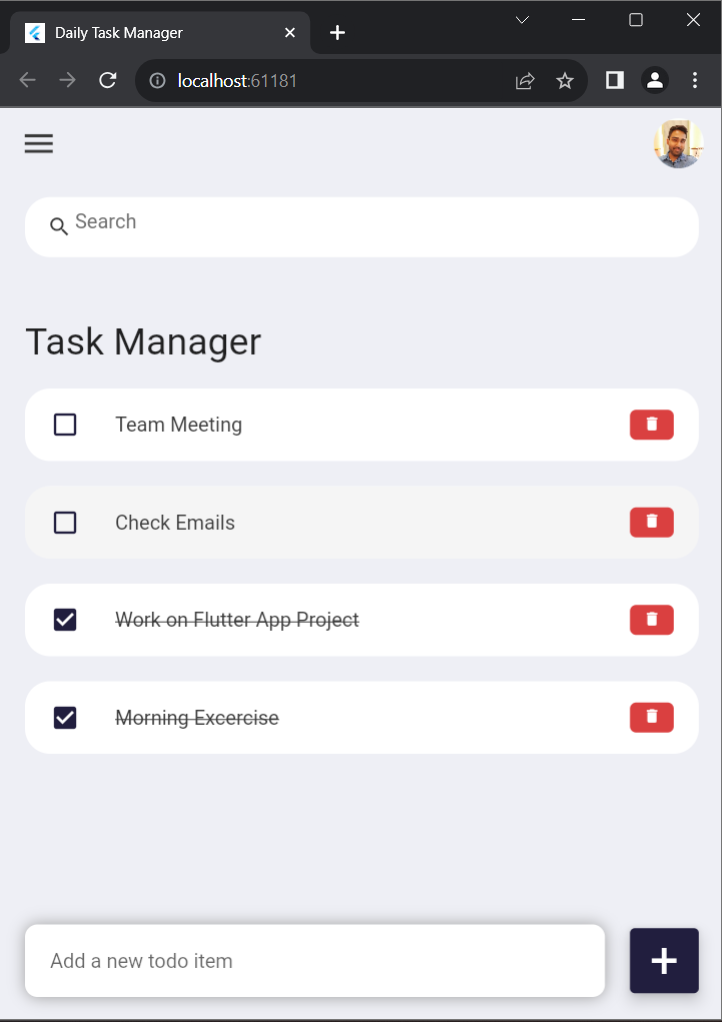 Daily Task Manager
localhost:61181
Search
Task Manager
Team Meeting
Check Emails
Work on Flutter App Project
Morning Excercise
Add a new todo item